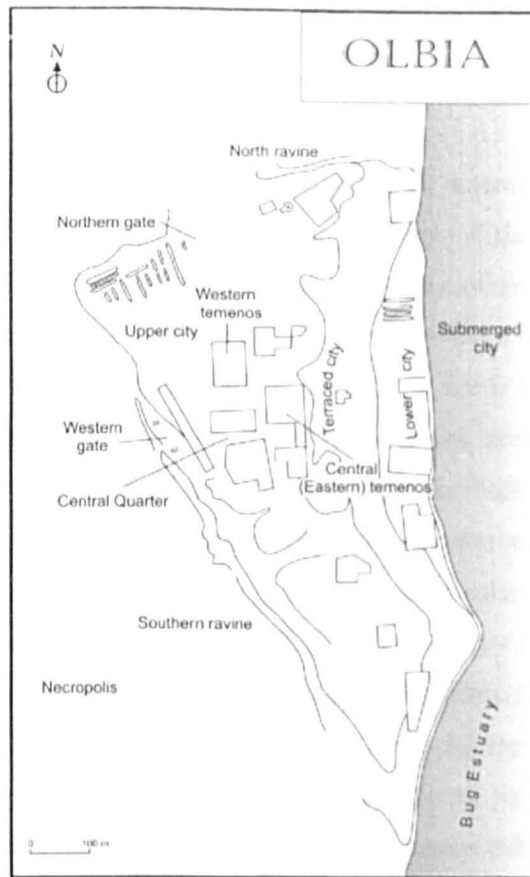 OLBIA
N
North ravine
Northern gate
Western
temenos
Upper city
Submerged
city
Terraced city
Lower city
Western
gate
Central
(Eastern) temenos
Central Quarter
Southern ravine
Necropolis
Bug Estuary
0 100 m